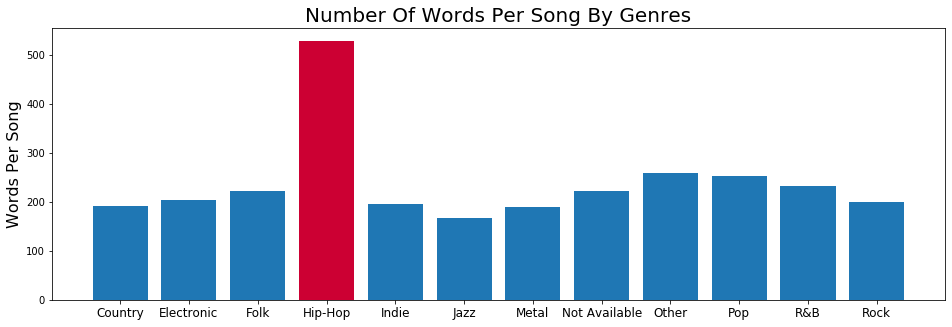 Number Of Words Per Song By Genres
Words Per Song
500
400
300
200
100
0
Country Electronic Folk Hip-Hop Indie Jazz Metal Not Available Other Pop R&B Rock